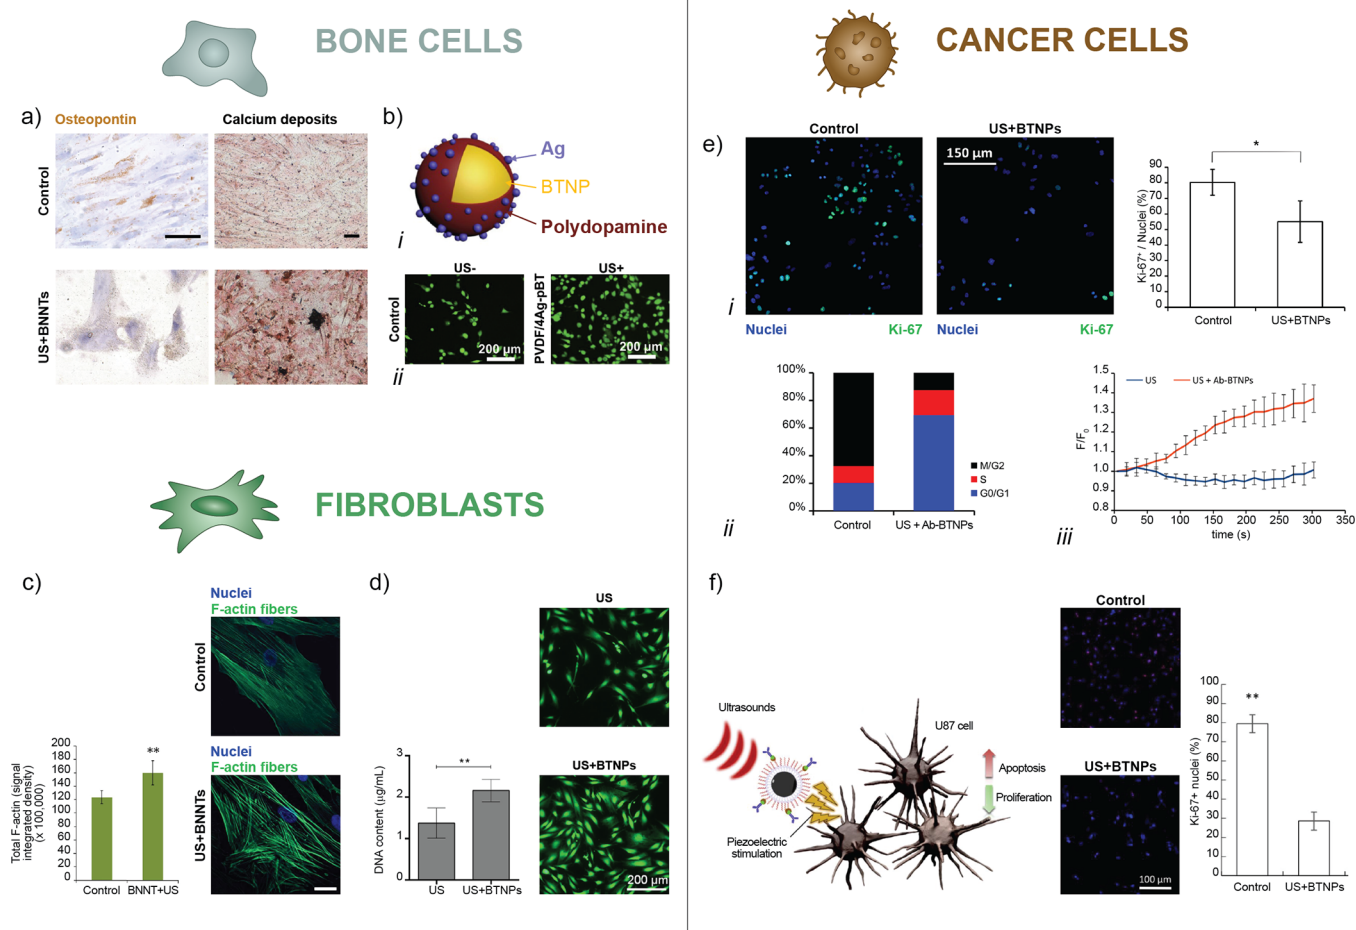 BONE CELLS
a)
Osteopontin
Calcium deposits
Control
US+BNNTs
b)
Ag
BTNP
Polydopamine
i
US-
US+
Control
PVDF/4Ag-pBT
200 µm
200 µm
ii
FIBROBLASTS
c)
Nuclei
F-actin fibers
Control
Nuclei
F-actin fibers
US+BNNTs
Total F-actin (signal
integrated density)
(x 100,000)
200
180
160
140
120
100
80
60
40
20
0
**
Control
BNNT+US
d)
US
US+BTNPs
200 µm
DNA content (µg/mL)
3
2
1
0
**
US
US+BTNPs
CANCER CELLS
e)
Control
US+BTNPs
150 µm
i
Nuclei
Ki-67
Nuclei
Ki-67
Ki-67⁺ / Nuclei (%)
90
80
70
60
50
40
30
20
10
0
*
Control
US+BTNPs
100%
80%
60%
40%
20%
0%
M/G2
S
G0/G1
ii
Control
US + Ab-BTNPs
US
US + Ab-BTNPs
F/F₀
1.5
1.4
1.3
1.2
1.1
1.0
0.9
0.8
0
50
100
150
200
250
300
350
time (s)
iii
f)
Ultrasounds
Piezoelectric
stimulation
U87 cell
Apoptosis
Proliferation
Control
US+BTNPs
100 µm
Ki-67+ nuclei (%)
100
90
80
70
60
50
40
30
20
10
0
**
Control
US+BTNPs